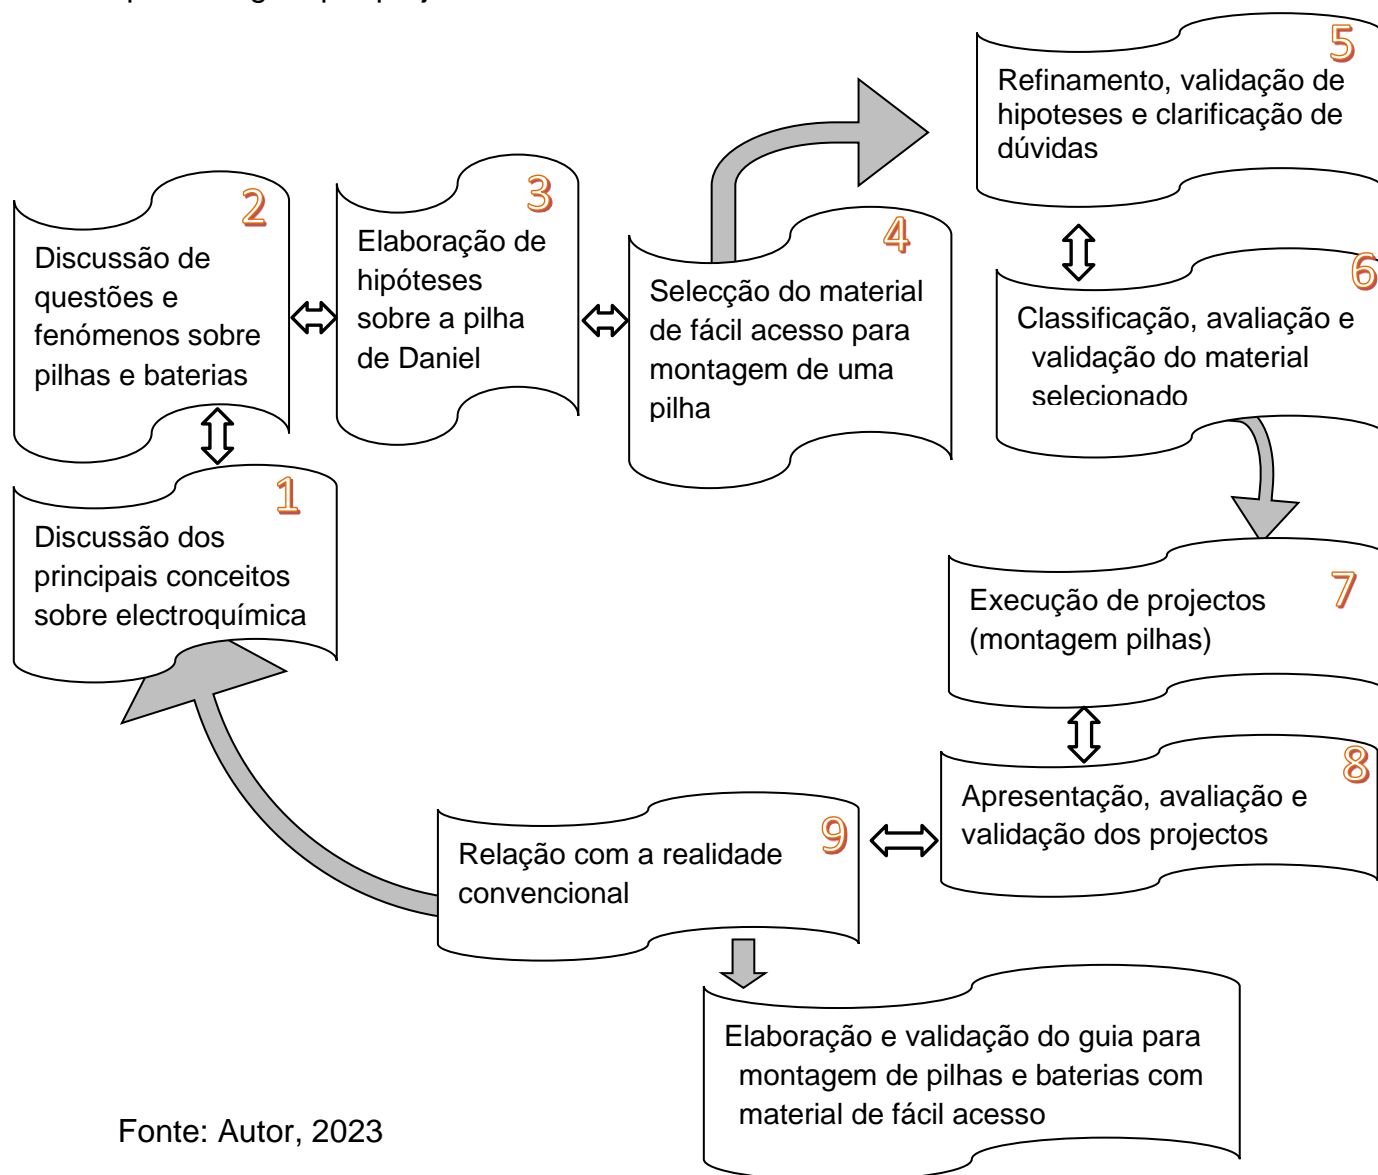 1
Discussão dos
principais conceitos
sobre electroquímica
2
Discussão de
questões e
fenómenos sobre
pilhas e baterias
3
Elaboração de
hipóteses
sobre a pilha
de Daniel
4
Selecção do material
de fácil acesso para
montagem de uma
pilha
5
Refinamento, validação de
hipoteses e clarificação de
dúvidas
6
Classificação, avaliação e
validação do material
selecionado
7
Execução de projectos
(montagem pilhas)
8
Apresentação, avaliação e
validação dos projectos
9
Relação com a realidade
convencional
Elaboração e validação do guia para
montagem de pilhas e baterias com
material de fácil acesso
Fonte: Autor, 2023